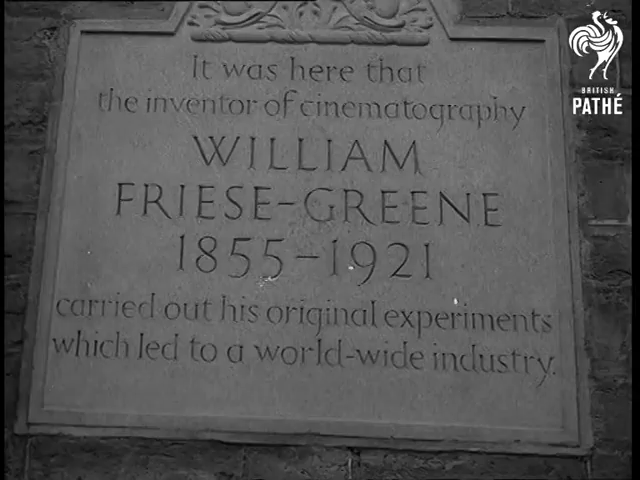 It was here that
the inventor of cinematography
WILLIAM
FRIESE-GREENE
1855-1921
carried out his original experiments
which led to a world-wide industry.
BRITISH
PATHÉ